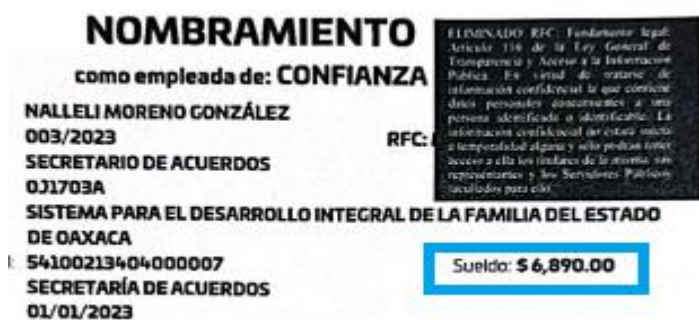 NOMBRAMIENTO
como empleada de: CONFIANZA
ELIMINADO RFC: Fundamento legal:
Artículo 116 de la Ley General de
Transparencia y Acceso a la Información
Pública. En virtud de tratarse de
información confidencial la que contiene
datos personales concernientes a una
persona identificada o identificable. La
información confidencial no estará sujeta
a temporalidad alguna y sólo podrán tener
acceso a ella los titulares de la misma, sus
representantes y los Servidores Públicos
facultados para ello.
NALLELI MORENO GONZÁLEZ
003/2023
RFC:
SECRETARIO DE ACUERDOS
0J1703A
SISTEMA PARA EL DESARROLLO INTEGRAL DE LA FAMILIA DEL ESTADO
DE OAXACA
54100213404000007
Sueldo: $ 6,890.00
SECRETARÍA DE ACUERDOS
01/01/2023